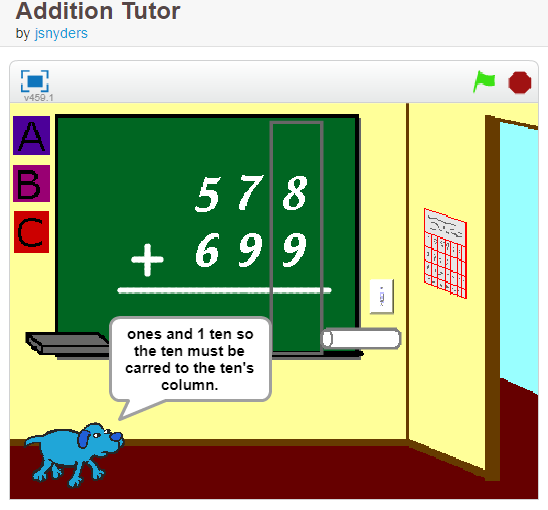 Addition Tutor
by jsnyders
v459.1
A
B
C
5 7 8
+ 6 9 9
ones and 1 ten so
the ten must be
carred to the ten's
column.